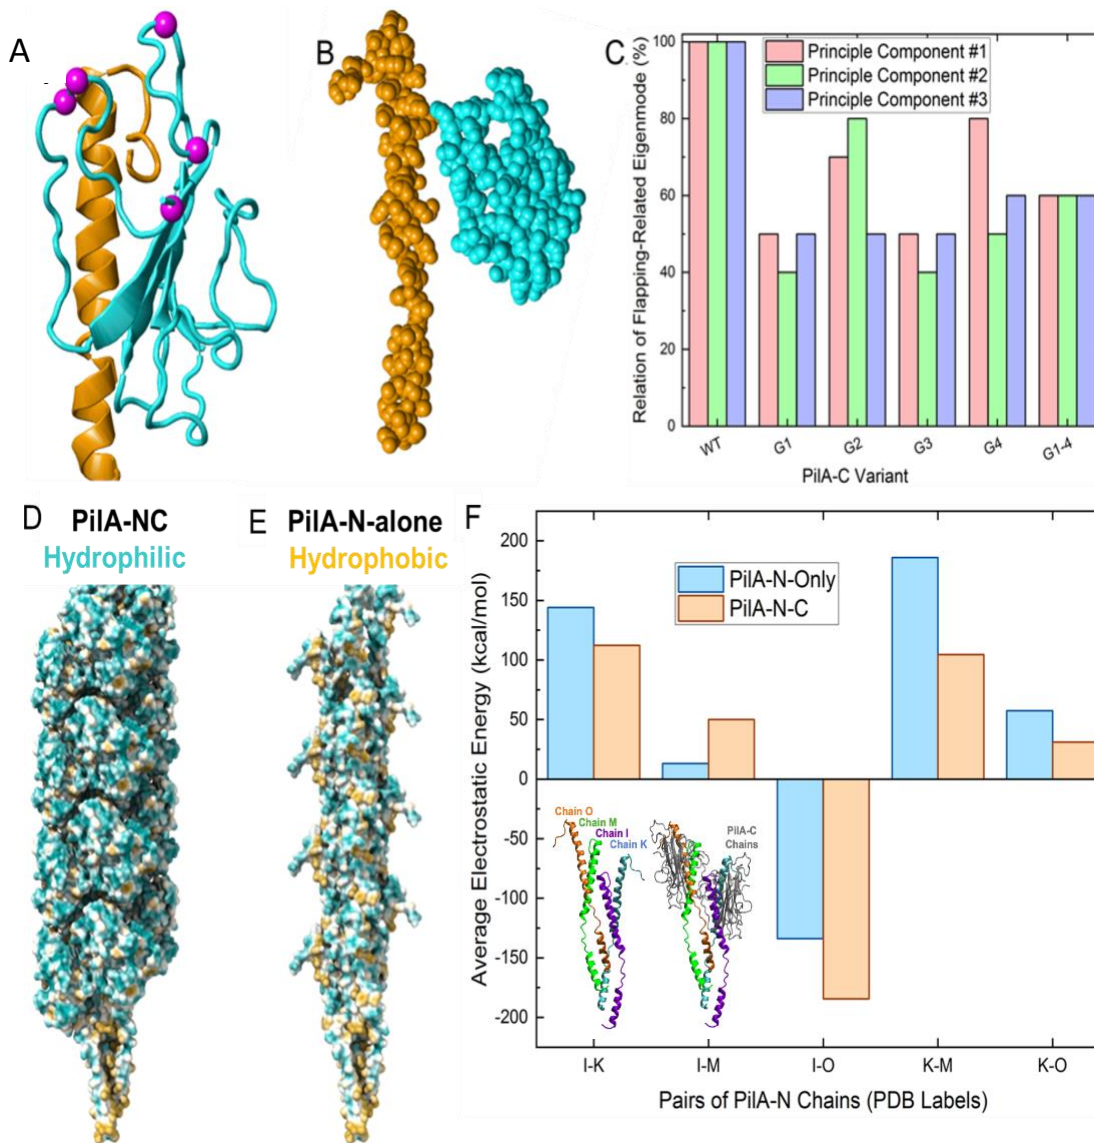 A
B
C
Relation of Flapping-Related Eigenmode (%)
100
80
60
40
20
0
Principle Component #1
Principle Component #2
Principle Component #3
WT
G1
G2
G3
G4
G1-4
PilA-C Variant
D
PilA-NC
Hydrophilic
E
PilA-N-alone
Hydrophobic
F
Average Electrostatic Energy (kcal/mol)
200
150
100
50
0
-50
-100
-150
-200
PilA-N-Only
PilA-N-C
Chain O
Chain M
Chain I
Chain K
PilA-C
Chains
I-K
I-M
I-O
K-M
K-O
Pairs of PilA-N Chains (PDB Labels)